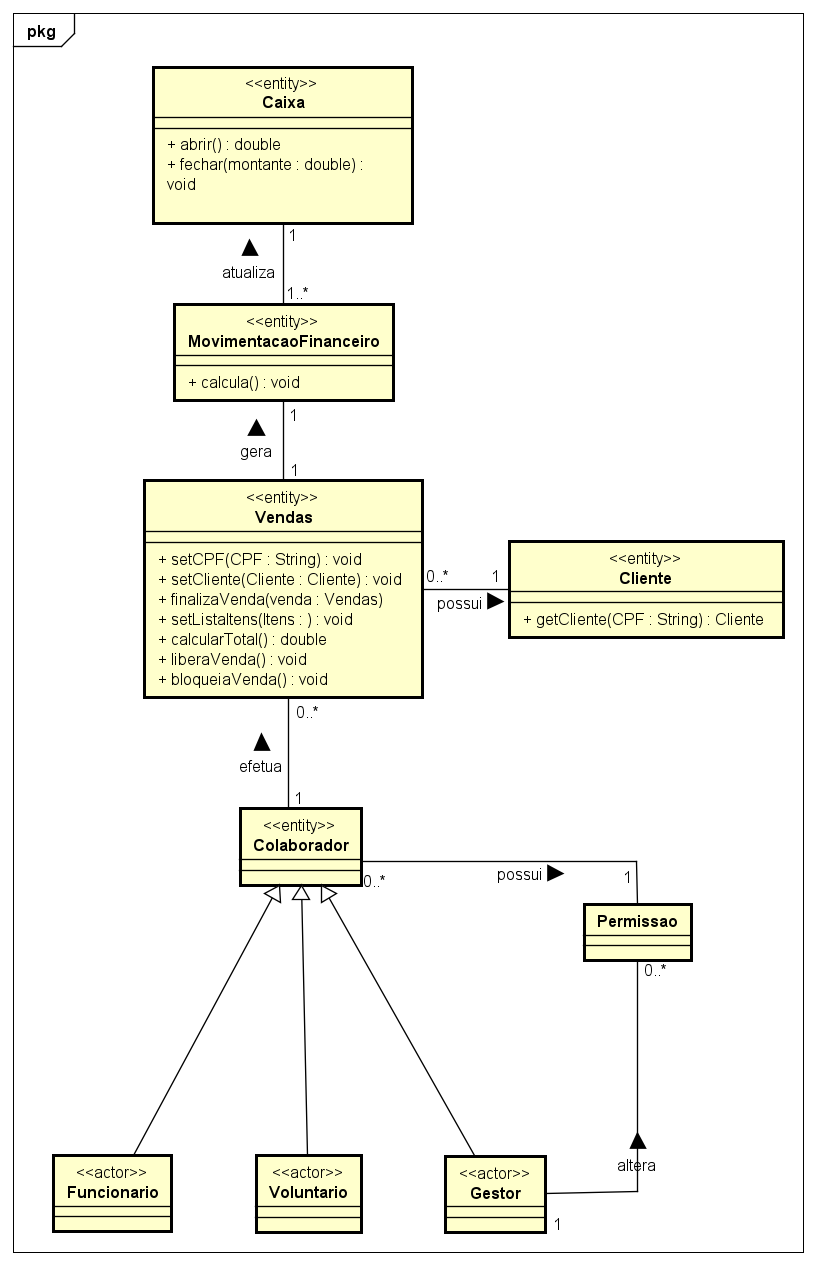 pkg
<<entity>>
Caixa
+ abrir() : double
+ fechar(montante : double) :
void
1
atualiza
1..*
<<entity>>
MovimentacaoFinanceiro
+ calcula() : void
1
gera
1
<<entity>>
Vendas
+ setCPF(CPF : String) : void
+ setCliente(Cliente : Cliente) : void
+ finalizaVenda(venda : Vendas)
+ setListaItens(Itens : ) : void
+ calcularTotal() : double
+ liberaVenda() : void
+ bloqueiaVenda() : void
0..*
1
possui
<<entity>>
Cliente
+ getCliente(CPF : String) : Cliente
0..*
efetua
1
<<entity>>
Colaborador
0..*
possui
1
Permissao
0..*
altera
1
<<actor>>
Funcionario
<<actor>>
Voluntario
<<actor>>
Gestor